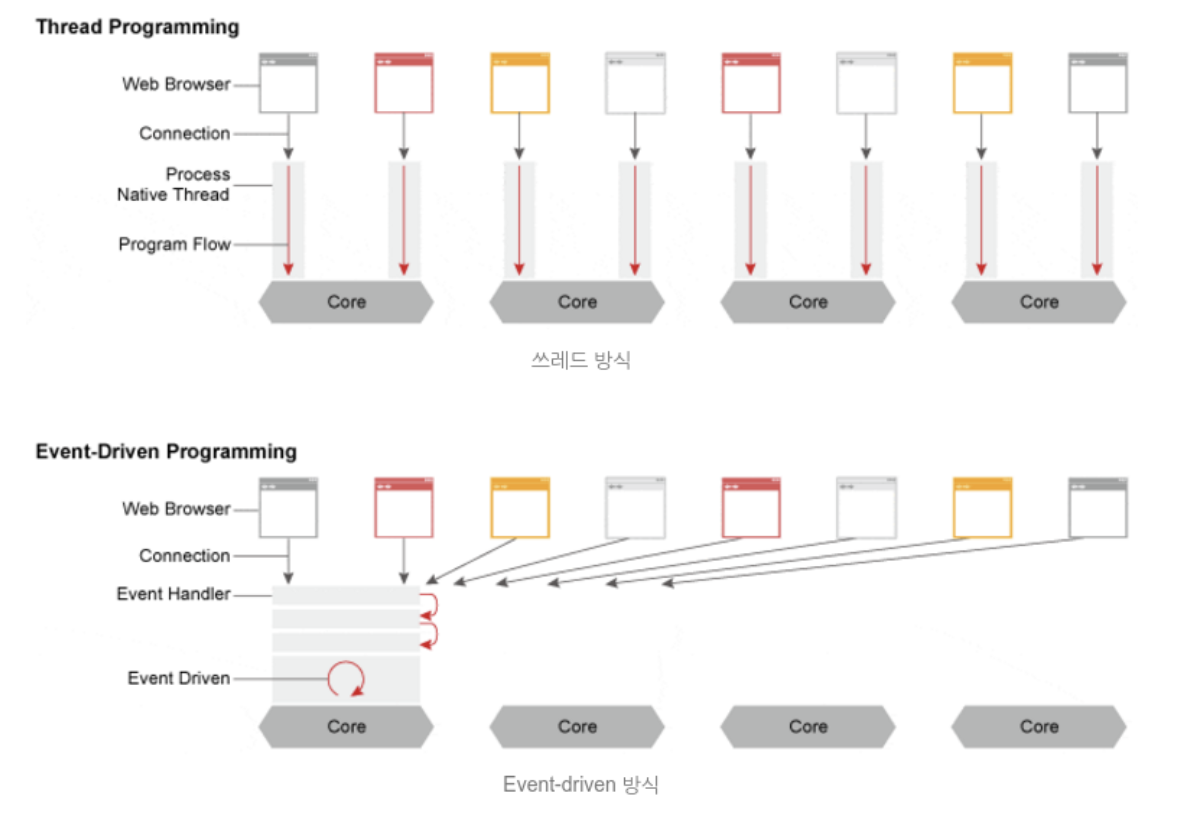 Thread Programming
Web Browser
Connection
Process
Native Thread
Program Flow
Core
Core
Core
Core
쓰레드 방식
Event-Driven Programming
Web Browser
Connection
Event Handler
Event Driven
Core
Core
Core
Core
Event-driven 방식